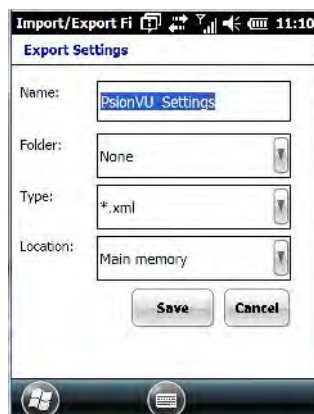 Import/Export Fi 11:10
Export Settings
Name:
PsionVU_Settings
Folder:
None
Type:
*.xml
Location:
Main memory
Save Cancel